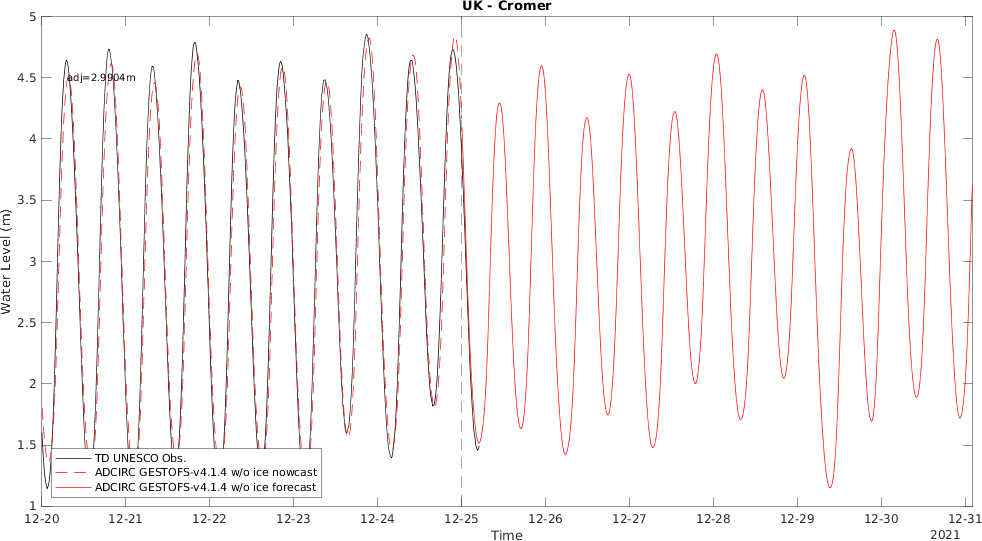 UK - Cromer
5
4.5
4
3.5
3
2.5
2
1.5
1
Water Level (m)
adj=2.9904m
TD UNESCO Obs.
ADCIRC GESTOFS-v4.1.4 w/o ice nowcast
ADCIRC GESTOFS-v4.1.4 w/o ice forecast
12-20 12-21 12-22 12-23 12-24 12-25 12-26 12-27 12-28 12-29 12-30 12-31
Time
2021